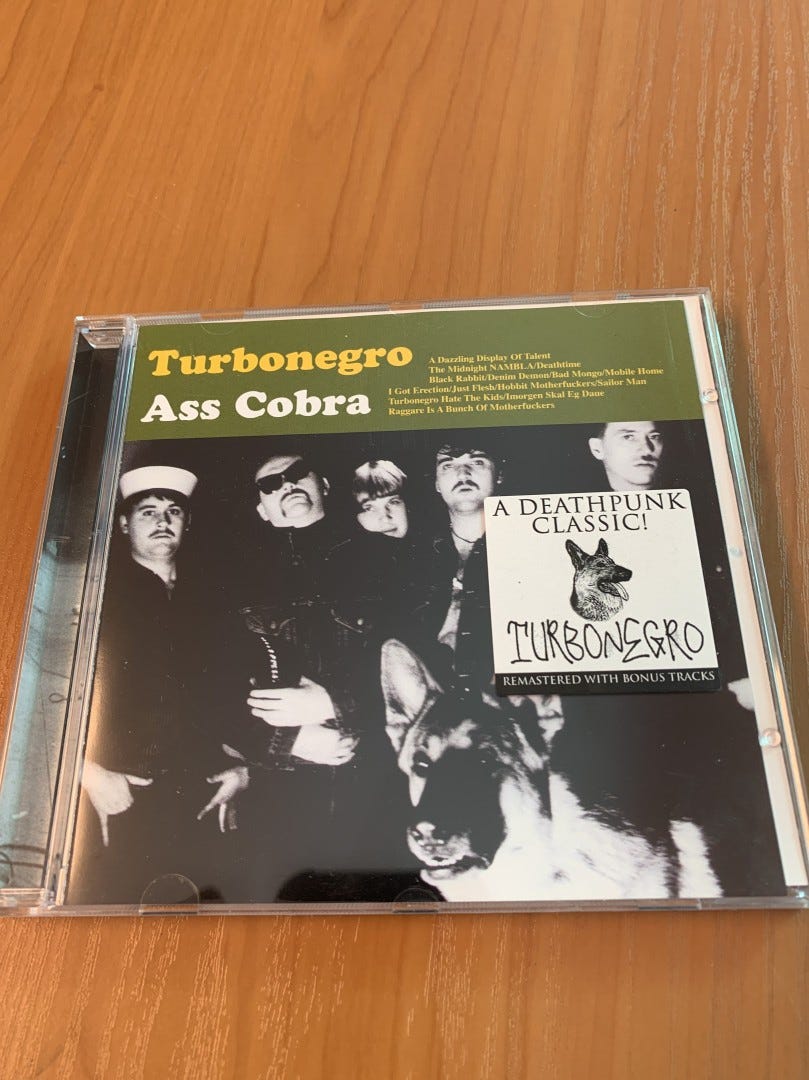 Turbonegro
Ass Cobra
A Dazzling Display Of Talent
The Midnight NAMBLA/Deathtime
Black Rabbit/Denim Demon/Bad Mongo/Mobile Home
I Got Erection/Just Flesh/Hobbit Motherfuckers/Sailor Man
Turbonegro Hate The Kids/Imorgen Skal Eg Daue
Raggare Is A Bunch Of Motherfuckers
A DEATHPUNK
CLASSIC!
TURBONEGRO
REMASTERED WITH BONUS TRACKS